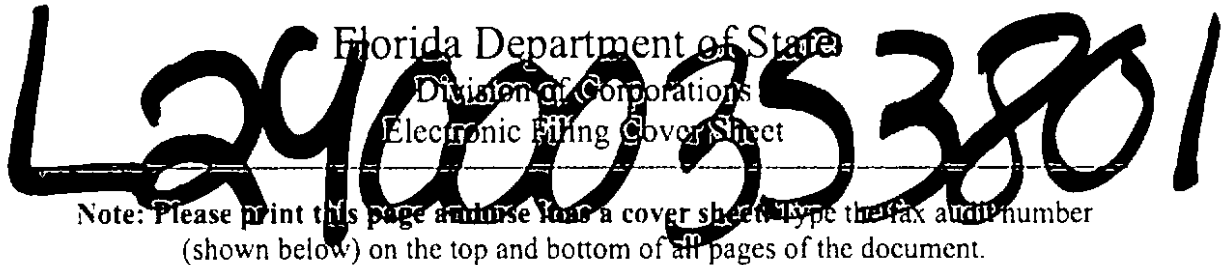 Florida Department of State
Division of Corporations
Electronic Filing Cover Sheet
L24000353801
Note: Please print this page and use it as a cover sheet. Type the fax audit number
(shown below) on the top and bottom of all pages of the document.